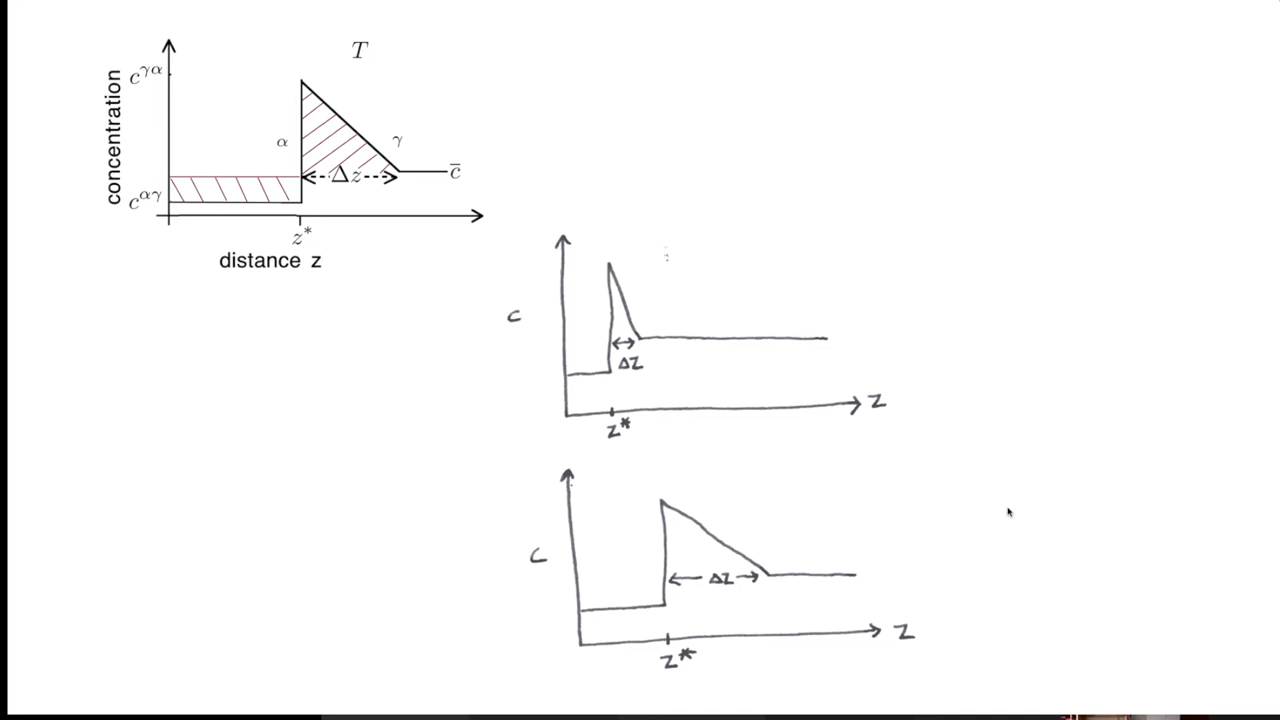 T
c^{γα}
concentration
α
γ
Δz
c̅
c^{αγ}
z*
distance z
c
Δz
z
z*
c
Δz
z
z*